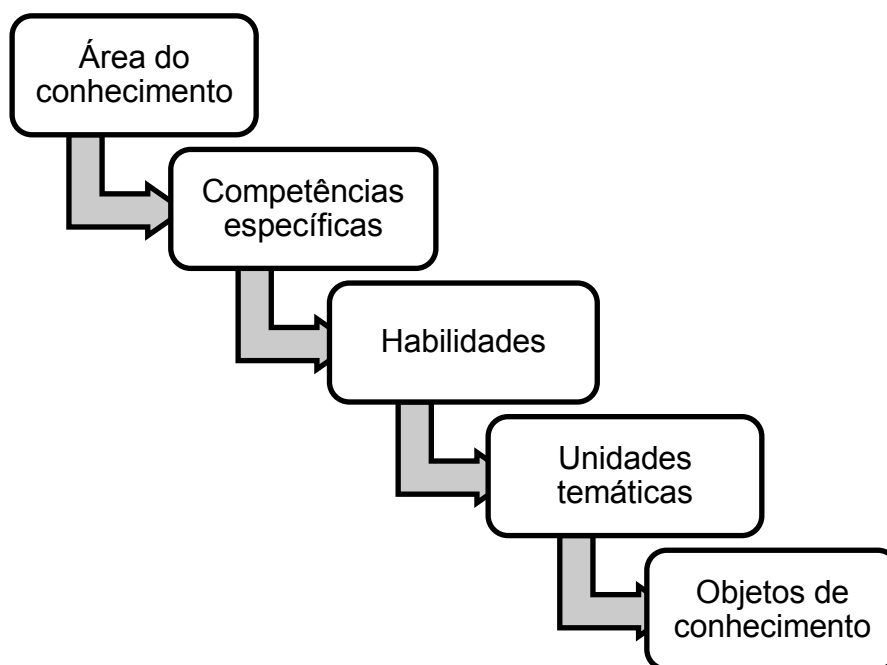 Área do
conhecimento
Competências
específicas
Habilidades
Unidades
temáticas
Objetos de
conhecimento